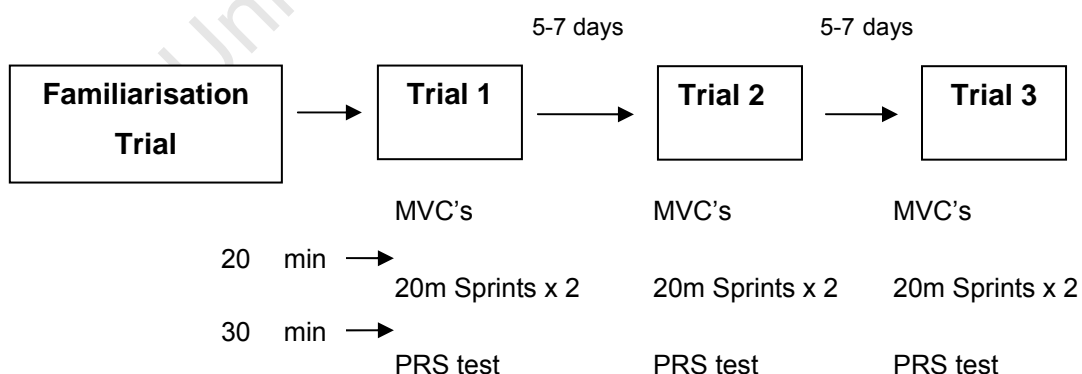 5-7 days 5-7 days
Familiarisation
Trial
Trial 1 Trial 2 Trial 3
MVC's MVC's MVC's
20 min
20m Sprints x 2 20m Sprints x 2 20m Sprints x 2
30 min
PRS test PRS test PRS test